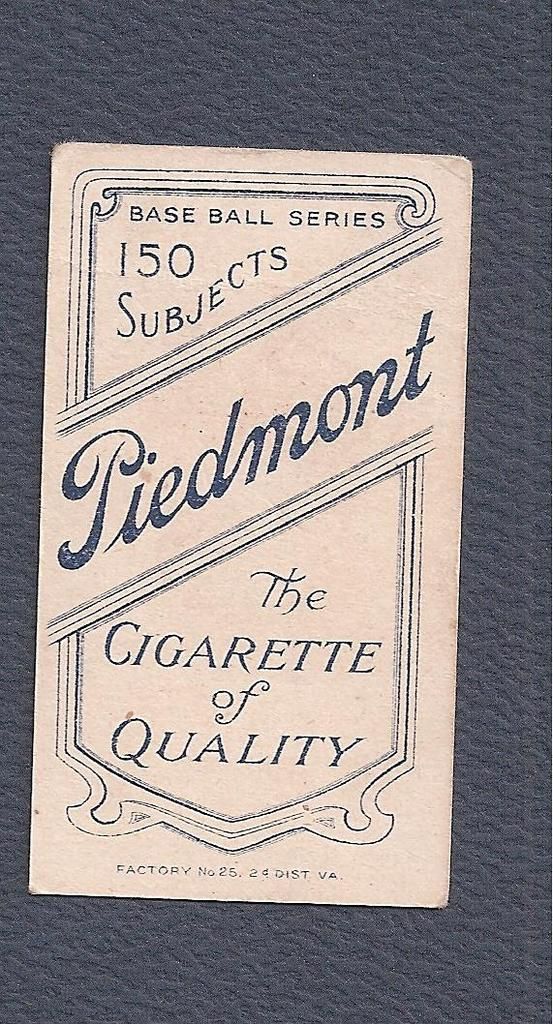 BASE BALL SERIES
150
SUBJECTS
Piedmont
The
CIGARETTE
of
QUALITY
FACTORY No 25. 2d DIST VA.